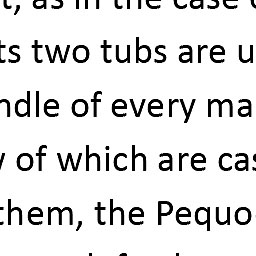 t, as in the case
ts two tubs are u
ndle of every ma
of which are cas
them, the Pequo